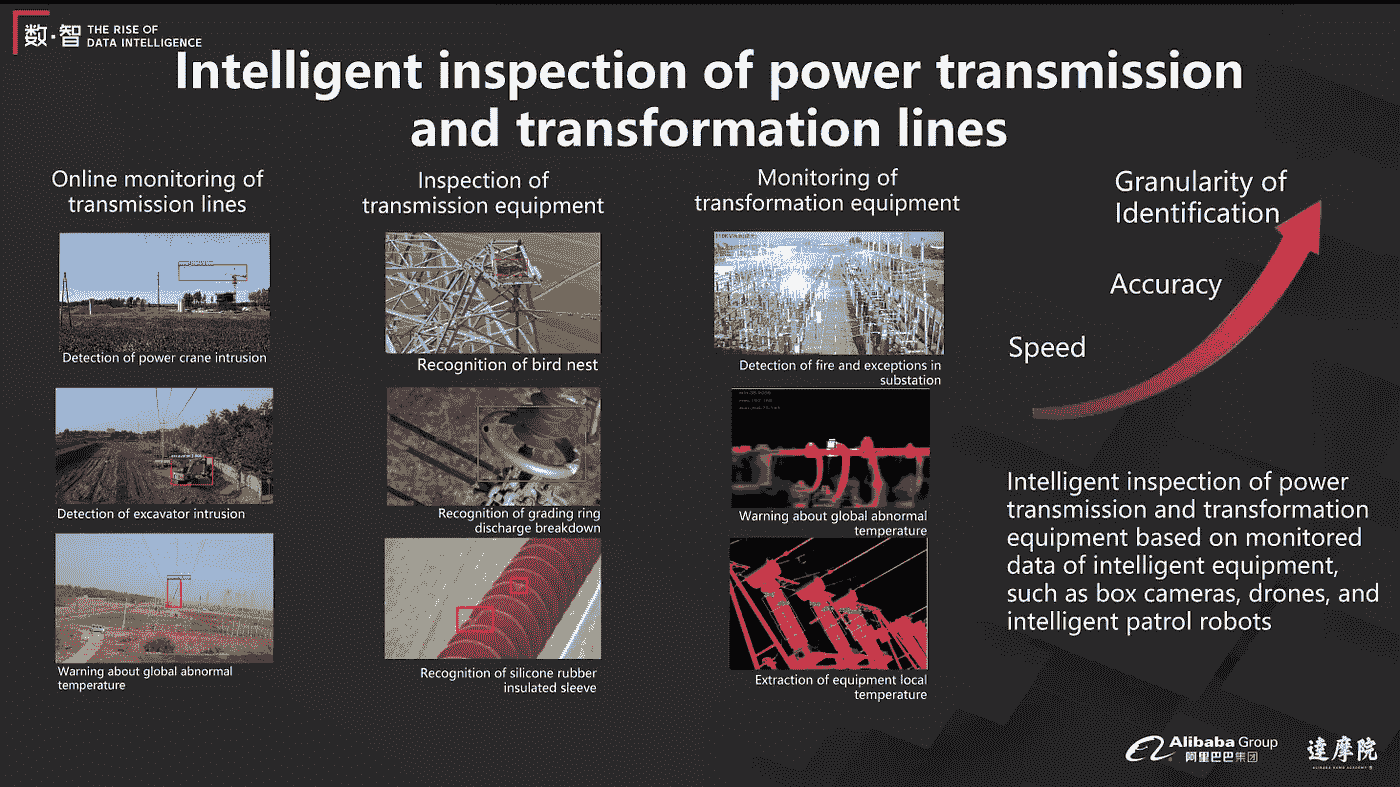 数·智
THE RISE OF
DATA INTELLIGENCE
Intelligent inspection of power transmission
and transformation lines
Online monitoring of
transmission lines
Detection of power crane intrusion
Detection of excavator intrusion
Warning about global abnormal
temperature
Inspection of
transmission equipment
Recognition of bird nest
Recognition of grading ring
discharge breakdown
Recognition of silicone rubber
insulated sleeve
Monitoring of
transformation equipment
Detection of fire and exceptions in
substation
Warning about global abnormal
temperature
Extraction of equipment local
temperature
Granularity of
Identification
Accuracy
Speed
Intelligent inspection of power
transmission and transformation
equipment based on monitored
data of intelligent equipment,
such as box cameras, drones, and
intelligent patrol robots
Alibaba Group
阿里巴巴集团
達摩院